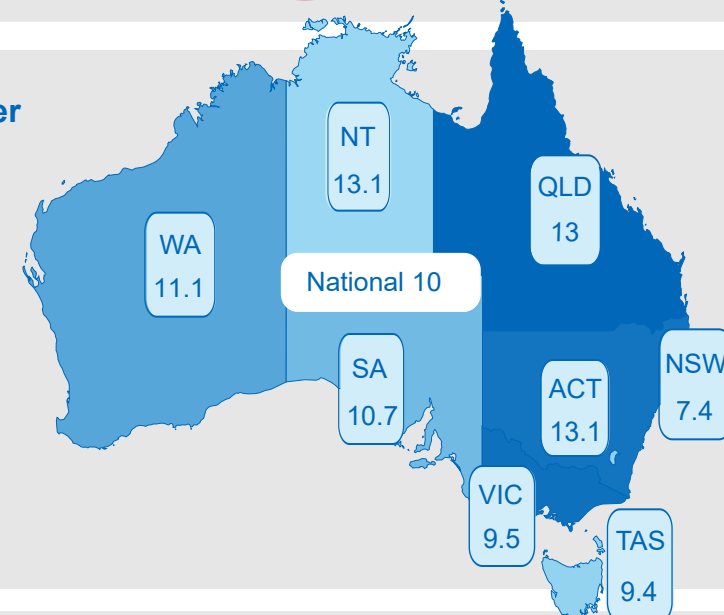 er
NT
13.1
QLD
13
WA
11.1
National 10
SA
10.7
ACT
13.1
NSW
7.4
VIC
9.5
TAS
9.4